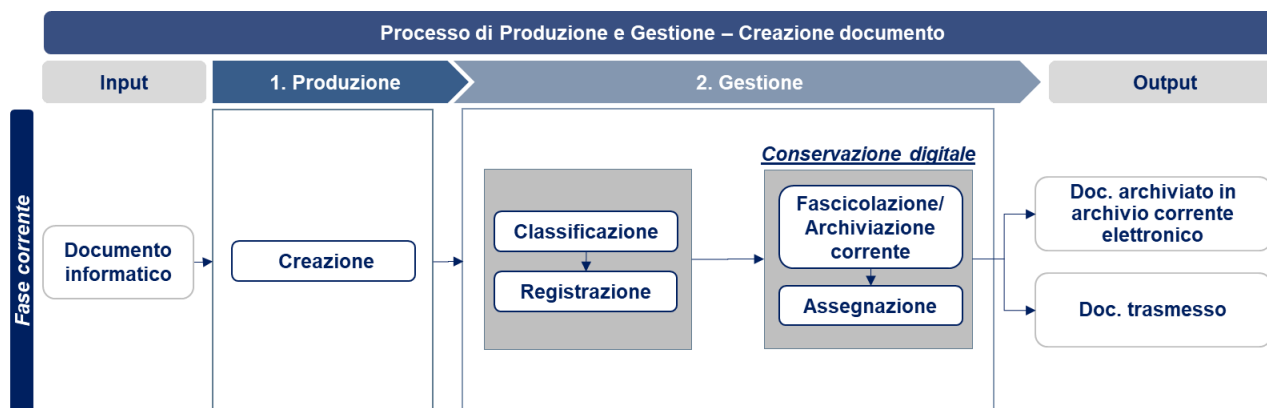 Processo di Produzione e Gestione – Creazione documento
Input
1. Produzione
2. Gestione
Output
Fase corrente
Documento
informatico
Creazione
Classificazione
Registrazione
Conservazione digitale
Fascicolazione/
Archiviazione
corrente
Assegnazione
Doc. archiviato in
archivio corrente
elettronico
Doc. trasmesso